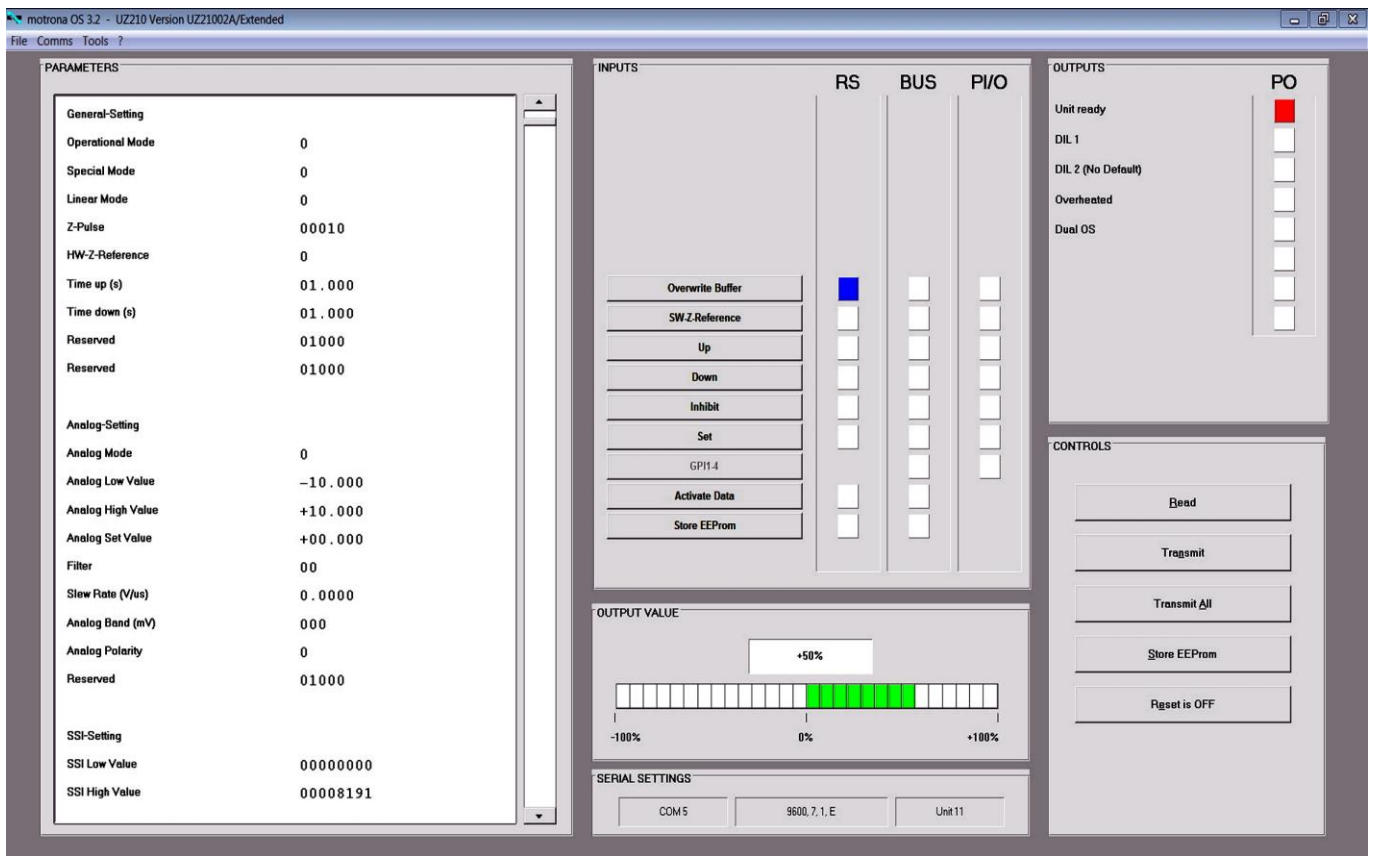 motrona OS 3.2 - UZ210 Version UZ21002A/Extended
File Comms Tools ?
PARAMETERS
General-Setting
Operational Mode 0
Special Mode 0
Linear Mode 0
Z-Pulse 00010
HW-Z-Reference 0
Time up (s) 01.000
Time down (s) 01.000
Reserved 01000
Reserved 01000
Analog-Setting
Analog Mode 0
Analog Low Value –10.000
Analog High Value +10.000
Analog Set Value +00.000
Filter 00
Slew Rate (V/us) 0.0000
Analog Band (mV) 000
Analog Polarity 0
Reserved 01000
SSI-Setting
SSI Low Value 00000000
SSI High Value 00008191
INPUTS
RS BUS PI/O
Overwrite Buffer
SW-Z-Reference
Up
Down
Inhibit
Set
GPI1-4
Activate Data
Store EEProm
OUTPUT VALUE
+50%
-100% 0% +100%
SERIAL SETTINGS
COM 5 9600, 7, 1, E Unit 11
OUTPUTS
PO
Unit ready
DIL 1
DIL 2 (No Default)
Overheated
Dual OS
CONTROLS
Read
Transmit
Transmit All
Store EEProm
Reset is OFF